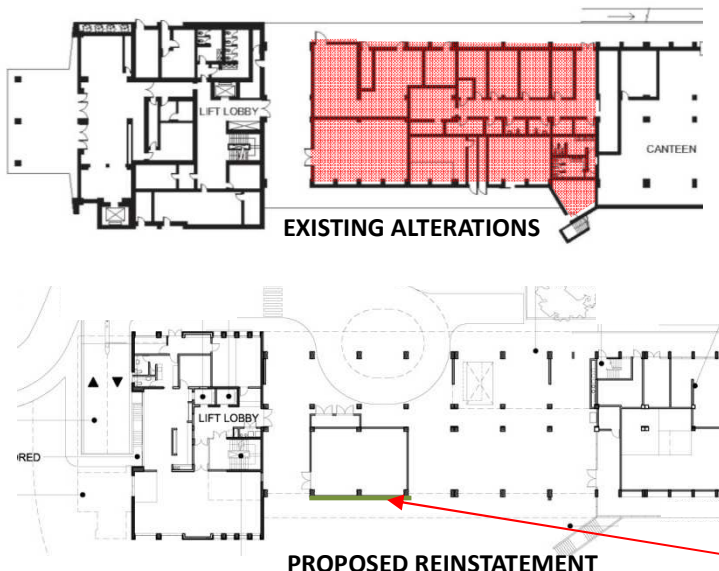 LIFT LOBBY
CANTEEN
EXISTING ALTERATIONS
LIFT LOBBY
ORED
PROPOSED REINSTATEMENT